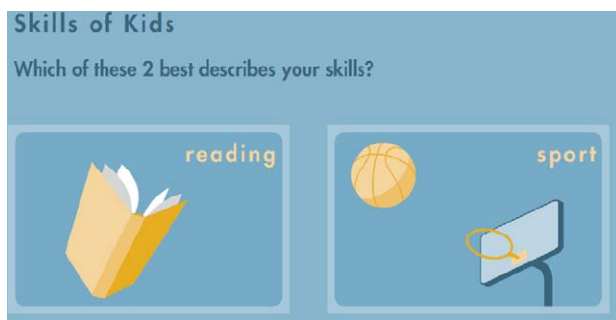 Skills of Kids
Which of these 2 best describes your skills?
reading
sport